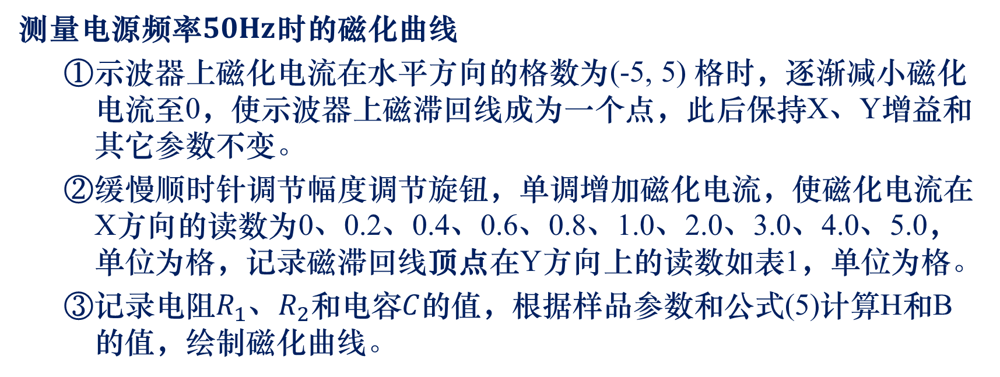 测量电源频率50Hz时的磁化曲线
①示波器上磁化电流在水平方向的格数为(-5, 5) 格时，逐渐减小磁化
电流至0，使示波器上磁滞回线成为一个点，此后保持X、Y增益和
其它参数不变。
②缓慢顺时针调节幅度调节旋钮，单调增加磁化电流，使磁化电流在
X方向的读数为0、0.2、0.4、0.6、0.8、1.0、2.0、3.0、4.0、5.0，
单位为格，记录磁滞回线顶点在Y方向上的读数如表1，单位为格。
③记录电阻R₁、R₂和电容C的值，根据样品参数和公式(5)计算H和B
的值，绘制磁化曲线。